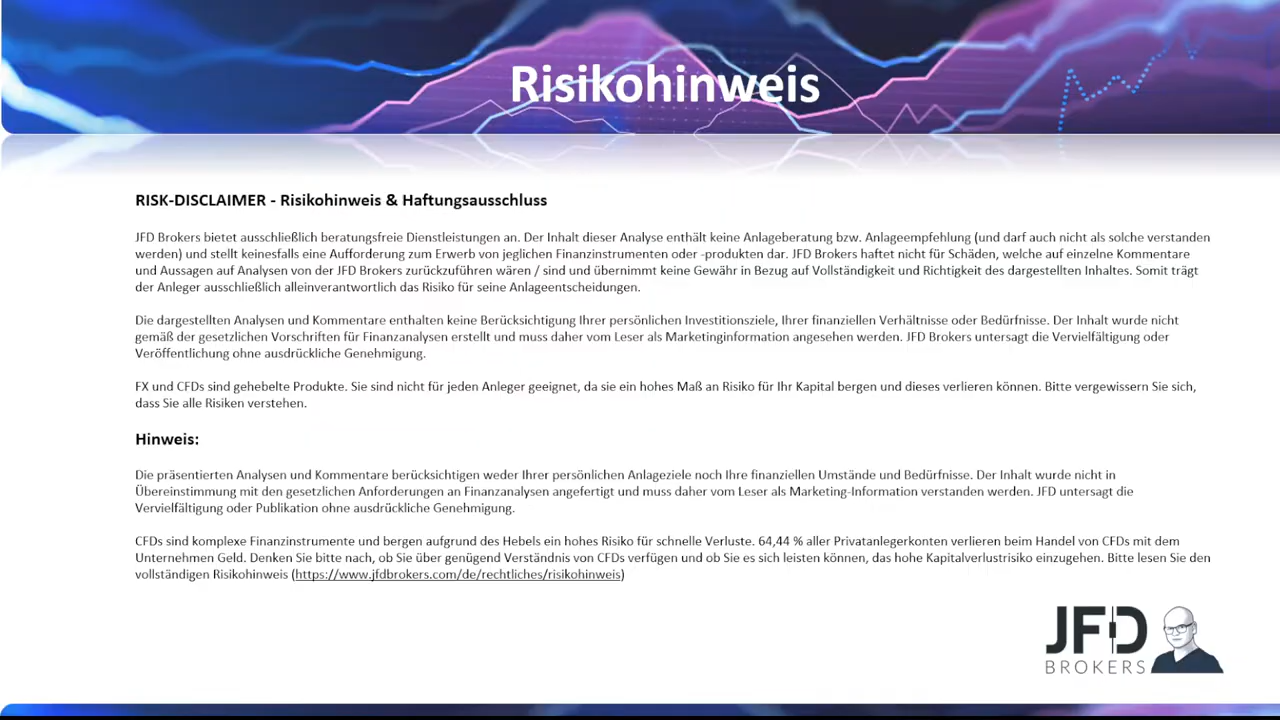 Risikohinweis
RISK-DISCLAIMER - Risikohinweis & Haftungsausschluss
JFD Brokers bietet ausschließlich beratungsfreie Dienstleistungen an. Der Inhalt dieser Analyse enthält keine Anlageberatung bzw. Anlageempfehlung (und darf auch nicht als solche verstanden
werden) und stellt keinesfalls eine Aufforderung zum Erwerb von jeglichen Finanzinstrumenten oder -produkten dar. JFD Brokers haftet nicht für Schäden, welche auf einzelne Kommentare
und Aussagen auf Analysen von der JFD Brokers zurückzuführen wären / sind und übernimmt keine Gewähr in Bezug auf Vollständigkeit und Richtigkeit des dargestellten Inhaltes. Somit trägt
der Anleger ausschließlich alleinverantwortlich das Risiko für seine Anlageentscheidungen.
Die dargestellten Analysen und Kommentare enthalten keine Berücksichtigung Ihrer persönlichen Investitionsziele, Ihrer finanziellen Verhältnisse oder Bedürfnisse. Der Inhalt wurde nicht
gemäß der gesetzlichen Vorschriften für Finanzanalysen erstellt und muss daher vom Leser als Marketinginformation angesehen werden. JFD Brokers untersagt die Vervielfältigung oder
Veröffentlichung ohne ausdrückliche Genehmigung.
FX und CFDs sind gehebelte Produkte. Sie sind nicht für jeden Anleger geeignet, da sie ein hohes Maß an Risiko für Ihr Kapital bergen und dieses verlieren können. Bitte vergewissern Sie sich,
dass Sie alle Risiken verstehen.
Hinweis:
Die präsentierten Analysen und Kommentare berücksichtigen weder Ihrer persönlichen Anlageziele noch Ihre finanziellen Umstände und Bedürfnisse. Der Inhalt wurde nicht in
Übereinstimmung mit den gesetzlichen Anforderungen an Finanzanalysen angefertigt und muss daher vom Leser als Marketing-Information verstanden werden. JFD untersagt die
Vervielfältigung oder Publikation ohne ausdrückliche Genehmigung.
CFDs sind komplexe Finanzinstrumente und bergen aufgrund des Hebels ein hohes Risiko für schnelle Verluste. 64,44 % aller Privatanlegerkonten verlieren beim Handel von CFDs mit dem
Unternehmen Geld. Denken Sie bitte nach, ob Sie über genügend Verständnis von CFDs verfügen und ob Sie es sich leisten können, das hohe Kapitalverlustrisiko einzugehen. Bitte lesen Sie den
vollständigen Risikohinweis (https://www.jfdbrokers.com/de/rechtliches/risikohinweis)
JFD
BROKERS